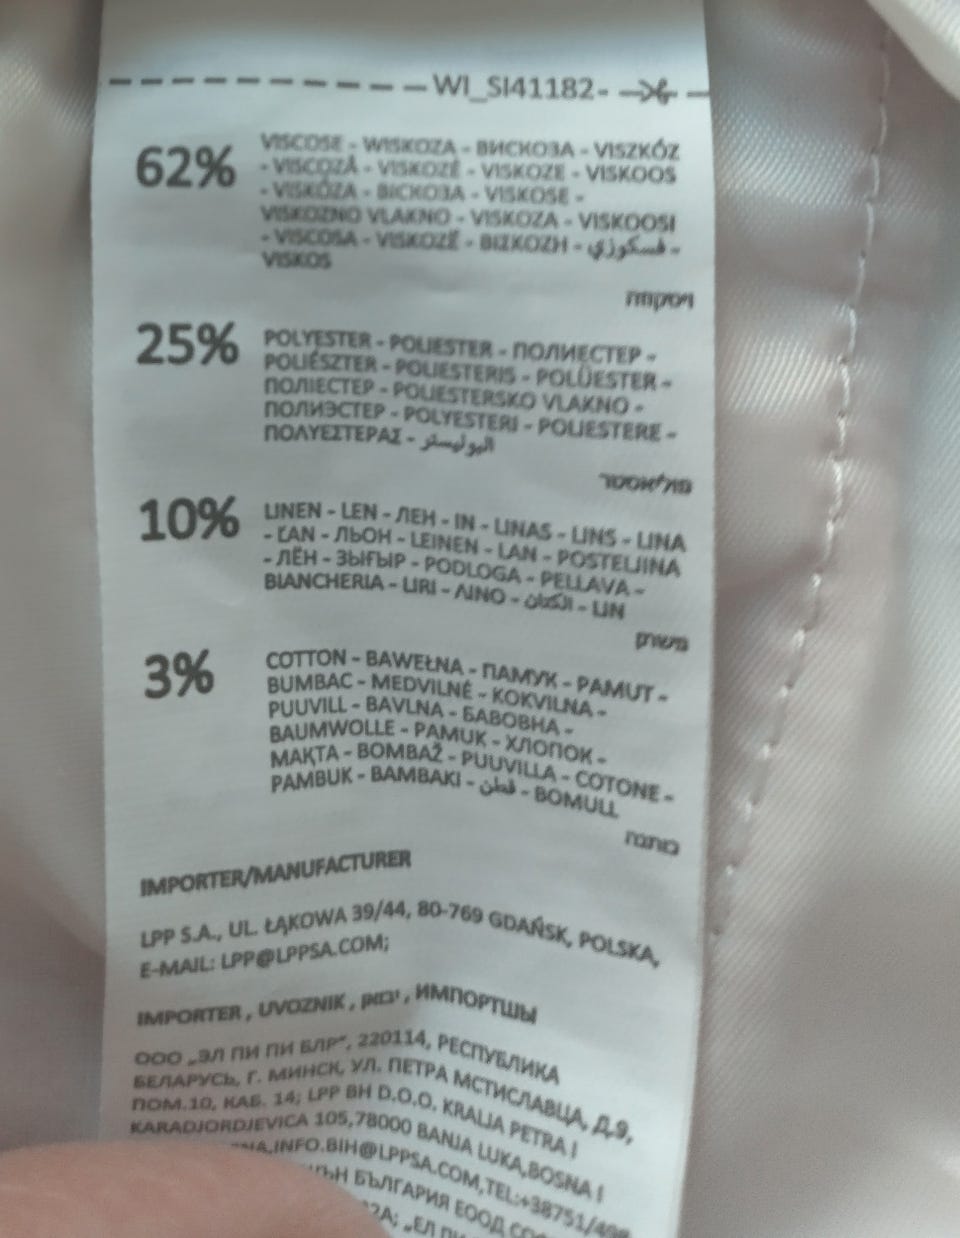 WI_SI41182-
62% VISCOSE - WISKOZA - ВИСКОЗА - VISZKÓZ
- VISCOZĂ - VISKOZĖ - VISKOZE - VISKOOS
- VISKÓZA - ВІСКОЗА - VISKOSE -
VISKOZNO VLAKNO - VISKOZA - VISKOOSI
- VISCOSA - VISKOZË - ΒΙΣΚΟΖΗ - فسكوزي -
VISKOS
ויסקוזה
25% POLYESTER - POLIESTER - ПОЛИЕСТЕР -
POLIÉSZTER - POLIESTERIS - POLÜESTER -
ПОЛІЕСТЕР - POLIESTERSKO VLAKNO -
ПОЛИЭСТЕР - POLYESTERI - POLIESTERE -
ΠΟΛΥΕΣΤΕΡΑΣ - البوليستر
פוליאסטר
10% LINEN - LEN - ЛЕН - IN - LINAS - LINS - LINA
- ĽAN - ЛЬОН - LEINEN - LAN - POSTELJINA
- ЛЁН - ЗЫҒЫР - PODLOGA - PELLAVA -
BIANCHERIA - LIRI - ΛΙΝΟ - الكتان - LIN
פשתן
3% COTTON - BAWEŁNA - ПАМУК - PAMUT -
BUMBAC - MEDVILNĖ - KOKVILNA -
PUUVILL - BAVLNA - БАВОВНА -
BAUMWOLLE - PAMUK - ХЛОПОК -
МАҚТА - BOMBAŽ - PUUVILLA - COTONE -
PAMBUK - BAMBAKI - قطن - BOMULL
כותנה
IMPORTER/MANUFACTURER
LPP S.A., UL. ŁĄKOWA 39/44, 80-769 GDAŃSK, POLSKA,
E-MAIL: LPP@LPPSA.COM;
IMPORTER, UVOZNIK, יבואן, ИМПОРТШЫ
ООО „ЭЛ ПИ ПИ БЛР”, 220114, РЕСПУБЛИКА
БЕЛАРУСЬ, Г. МИНСК, УЛ. ПЕТРА МСТИСЛАВЦА, Д.9,
ПОМ.10, КАБ. 14; LPP BH D.O.O. KRALJA PETRA I
KARADJORDJEVICA 105,78000 BANJA LUKA,BOSNA I
INFO.BIH@LPPSA.COM,TEL:+38751/498
БЪЛГАРИЯ ЕООД
„ЕЛ